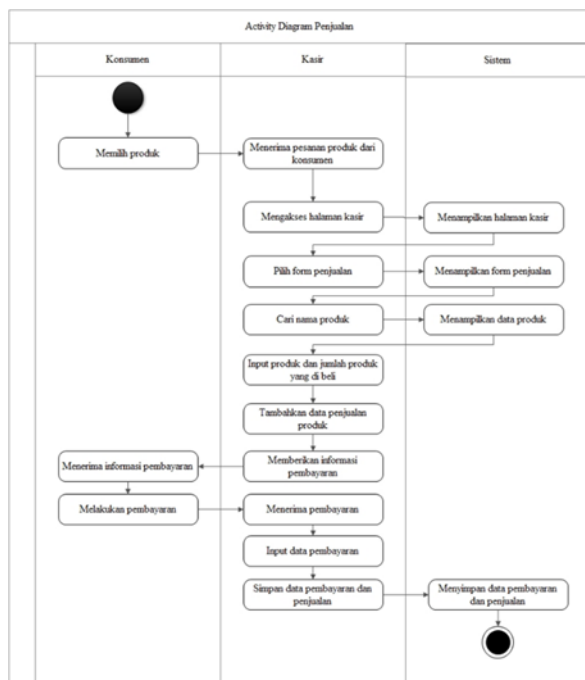 Activity Diagram Penjualan
Konsumen
Kasir
Sistem
Memilih produk
Menerima pesanan produk dari
konsumen
Mengakses halaman kasir
Menampilkan halaman kasir
Pilih form penjualan
Menampilkan form penjualan
Cari nama produk
Menampilkan data produk
Input produk dan jumlah produk
yang di beli
Tambahkan data penjualan
produk
Menerima informasi pembayaran
Memberikan informasi
pembayaran
Melakukan pembayaran
Menerima pembayaran
Input data pembayaran
Simpan data pembayaran dan
penjualan
Menyimpan data pembayaran
dan penjualan